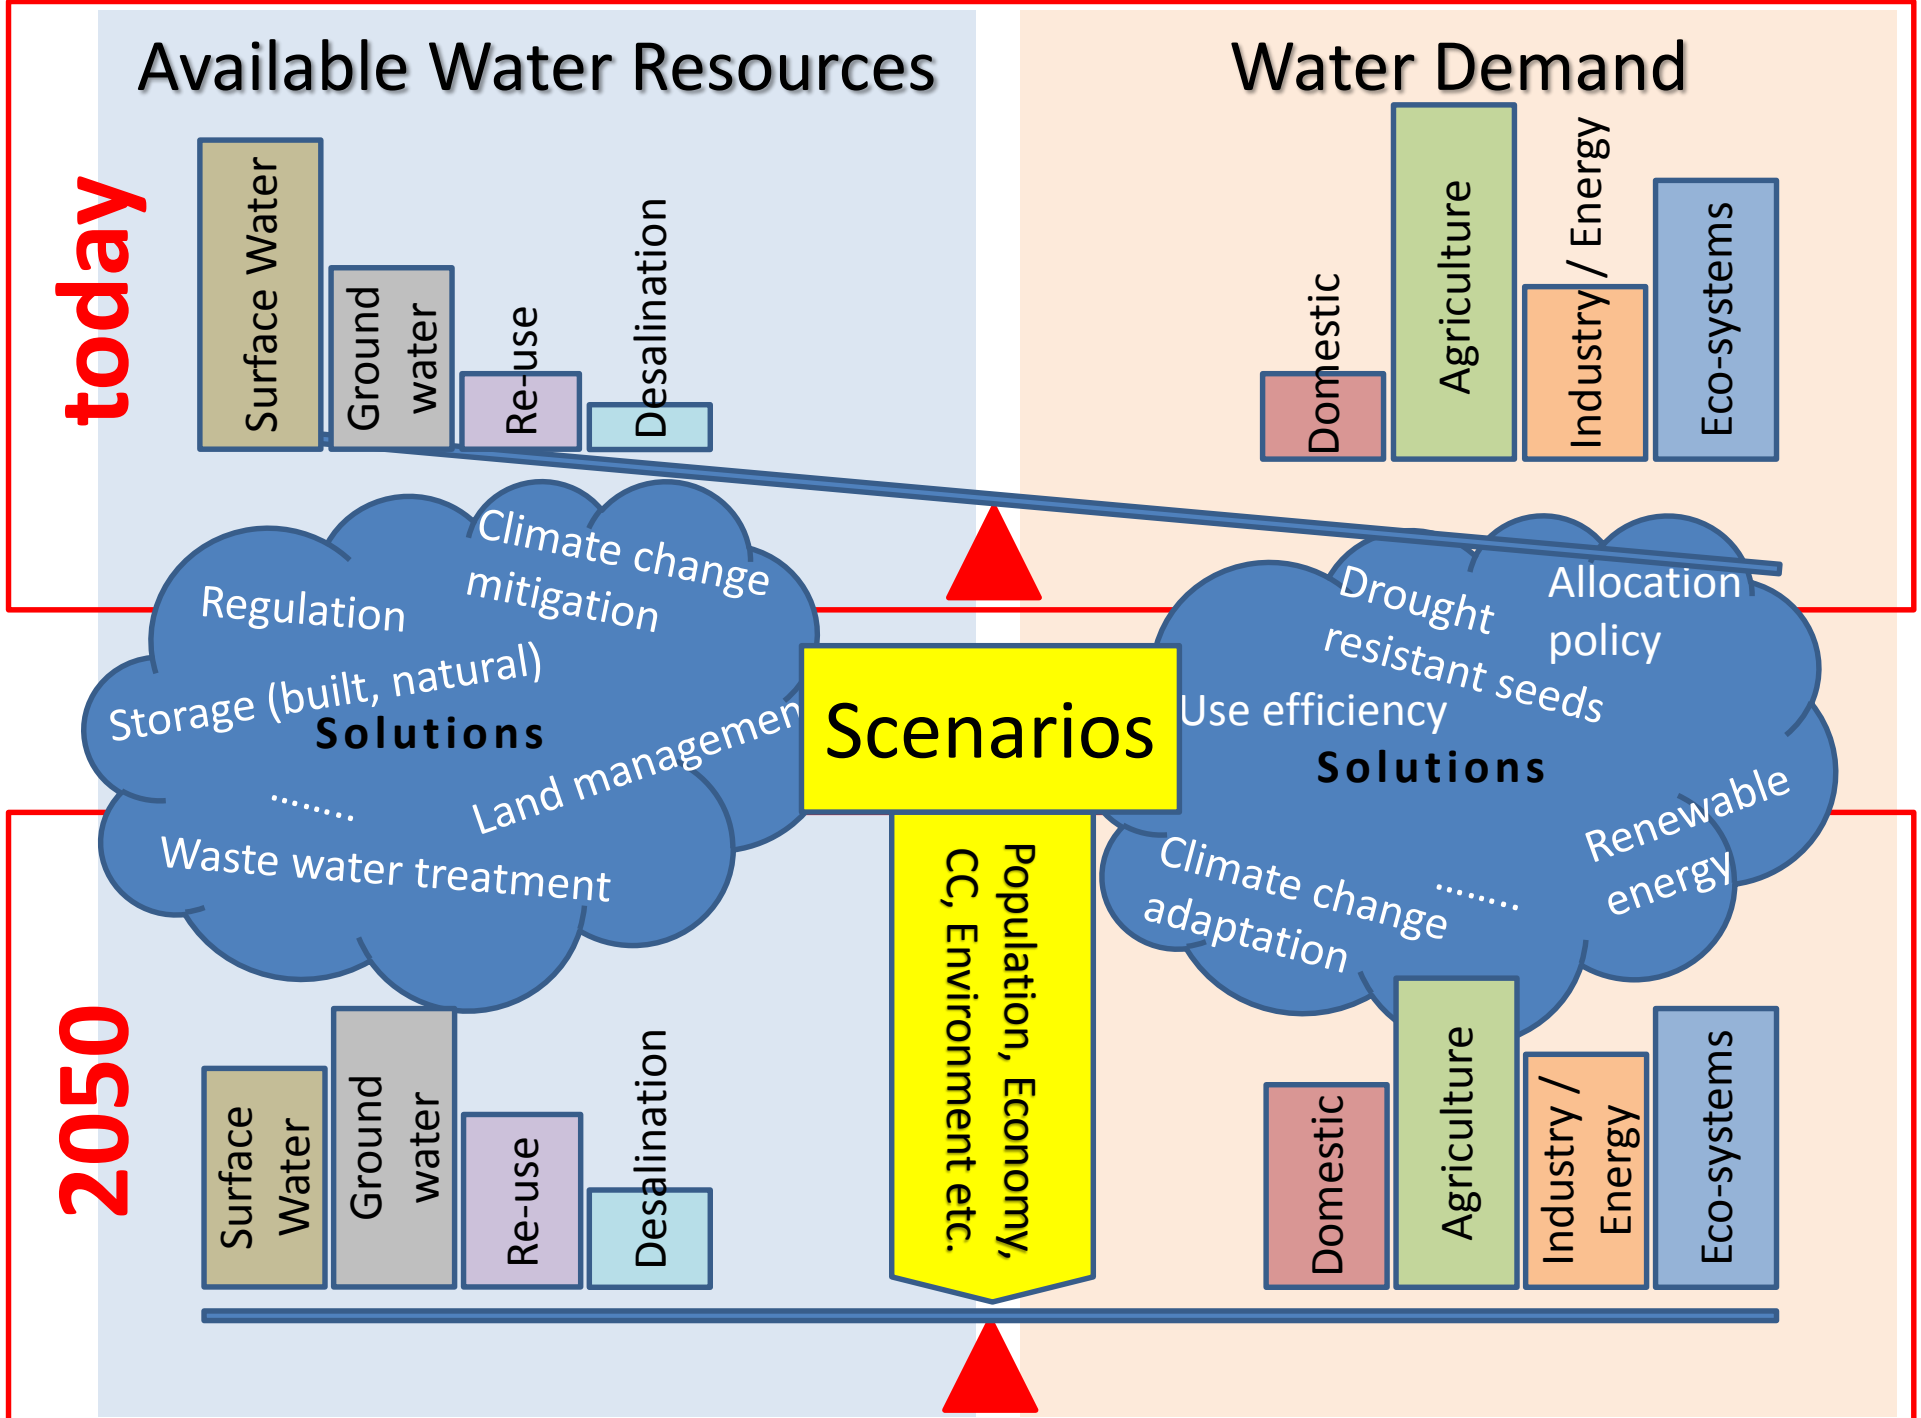 Available Water Resources
Water Demand
today
Surface Water
Ground
water
Re-use
Desalination
Domestic
Agriculture
Industry / Energy
Eco-systems
Climate change
mitigation
Regulation
Storage (built, natural)
Solutions
Land managemen
.......
Waste water treatment
Scenarios
Population, Economy,
CC, Environment etc.
Drought
resistant seeds
Allocation
policy
Use efficiency
Solutions
Renewable
energy
Climate change
adaptation
........
2050
Surface
Water
Ground
water
Re-use
Desalination
Domestic
Agriculture
Industry /
Energy
Eco-systems